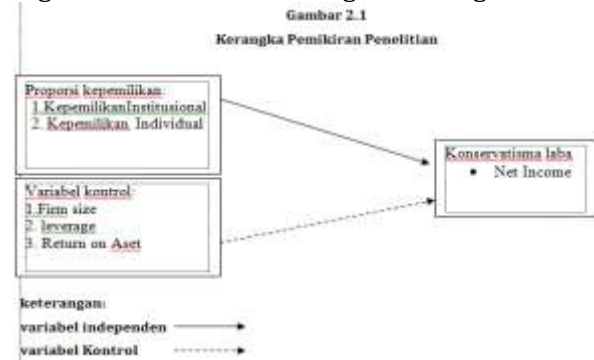 Gambar 2.1
Kerangka Pemikiran Penelitian
Proporsi kepemilikan:
1.KepemilikanInstitusional
2. Kepemilikan Individual
Konservatisma laba
• Net Income
Variabel kontrol:
1.Firm size
2. leverage
3. Return on Aset
keterangan:
variabel independen
variabel Kontrol